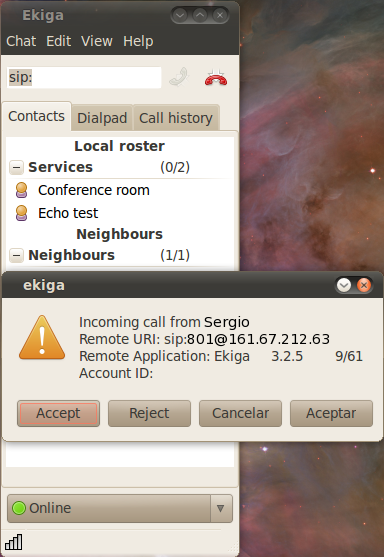 Ekiga
Chat Edit View Help
sip:
Contacts Dialpad Call history
Local roster
Services (0/2)
Conference room
Echo test
Neighbours
Neighbours (1/1)
ekiga
Incoming call from Sergio
Remote URI: sip:801@161.67.212.63
Remote Application: Ekiga 3.2.5 9/61
Account ID:
Accept Reject Cancelar Aceptar
Online